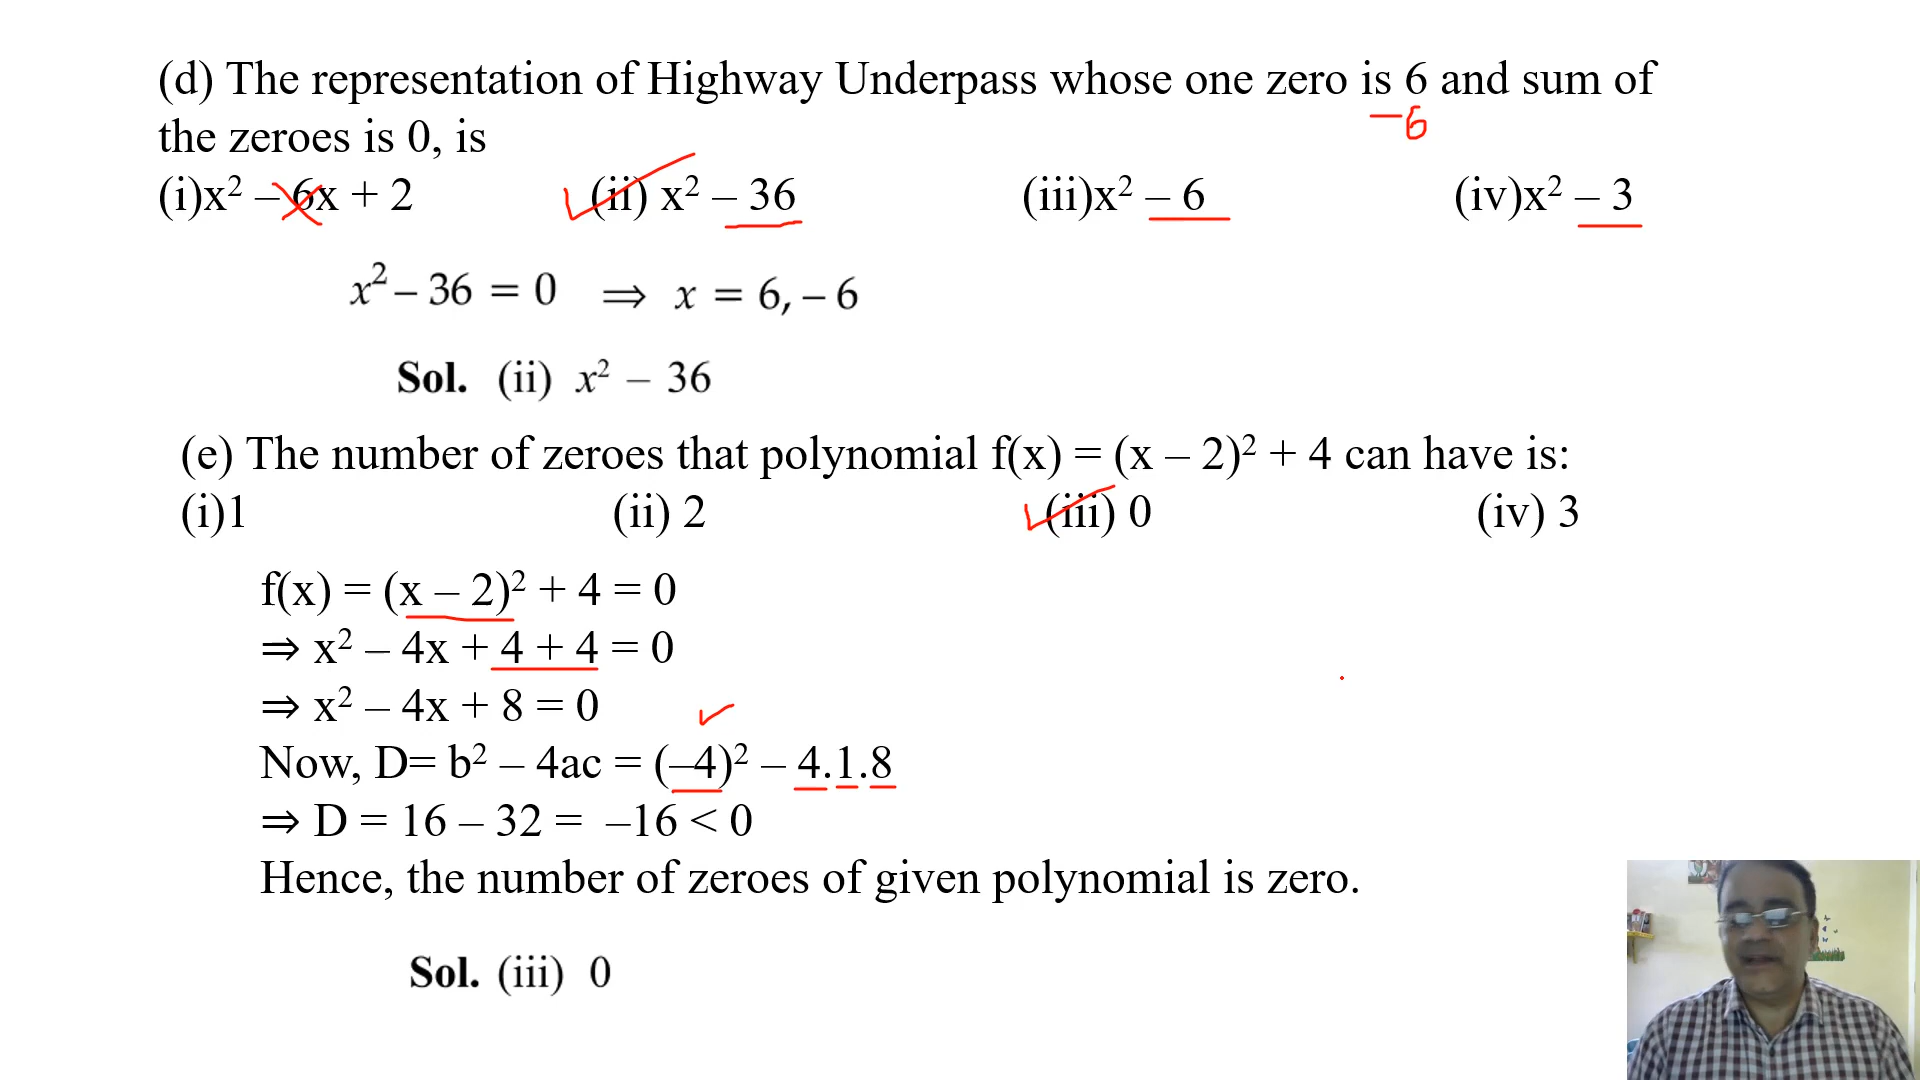 (d) The representation of Highway Underpass whose one zero is 6 and sum of
–6
the zeroes is 0, is
(i)x² – 6x + 2 (ii) x² – 36 (iii)x² – 6 (iv)x² – 3
x² – 36 = 0 ⇒ x = 6, – 6
Sol. (ii) x² – 36
(e) The number of zeroes that polynomial f(x) = (x – 2)² + 4 can have is:
(i)1 (ii) 2 (iii) 0 (iv) 3
f(x) = (x – 2)² + 4 = 0
⇒ x² – 4x + 4 + 4 = 0
⇒ x² – 4x + 8 = 0
Now, D= b² – 4ac = (–4)² – 4.1.8
⇒ D = 16 – 32 = –16 < 0
Hence, the number of zeroes of given polynomial is zero.
Sol. (iii) 0